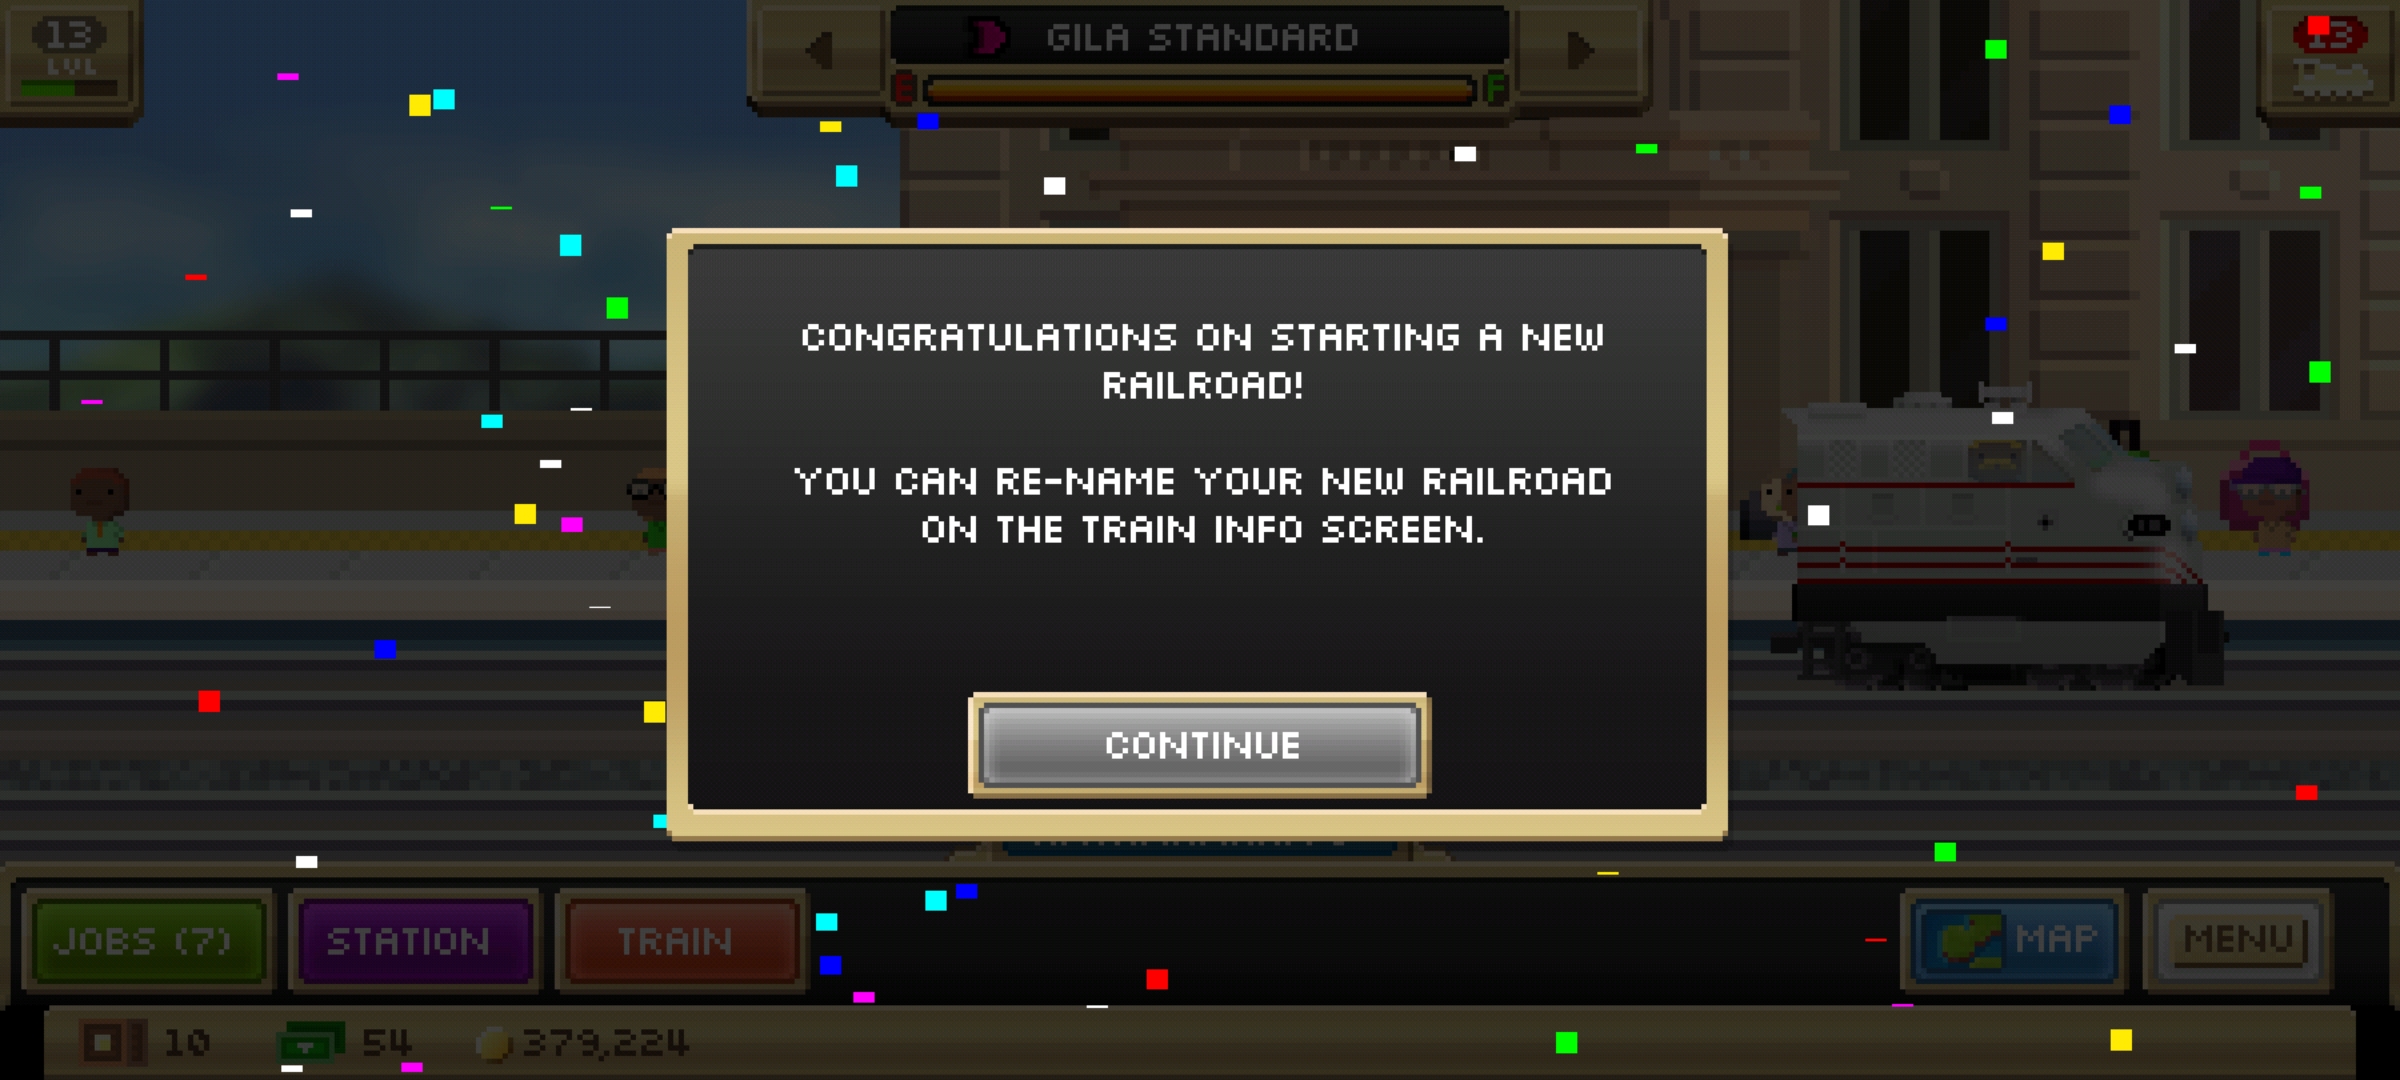 13
LVL
GILA STANDARD
E
F
13
CONGRATULATIONS ON STARTING A NEW
RAILROAD!
YOU CAN RE-NAME YOUR NEW RAILROAD
ON THE TRAIN INFO SCREEN.
CONTINUE
JOBS (7)
STATION
TRAIN
MAP
MENU
10
54
379,224